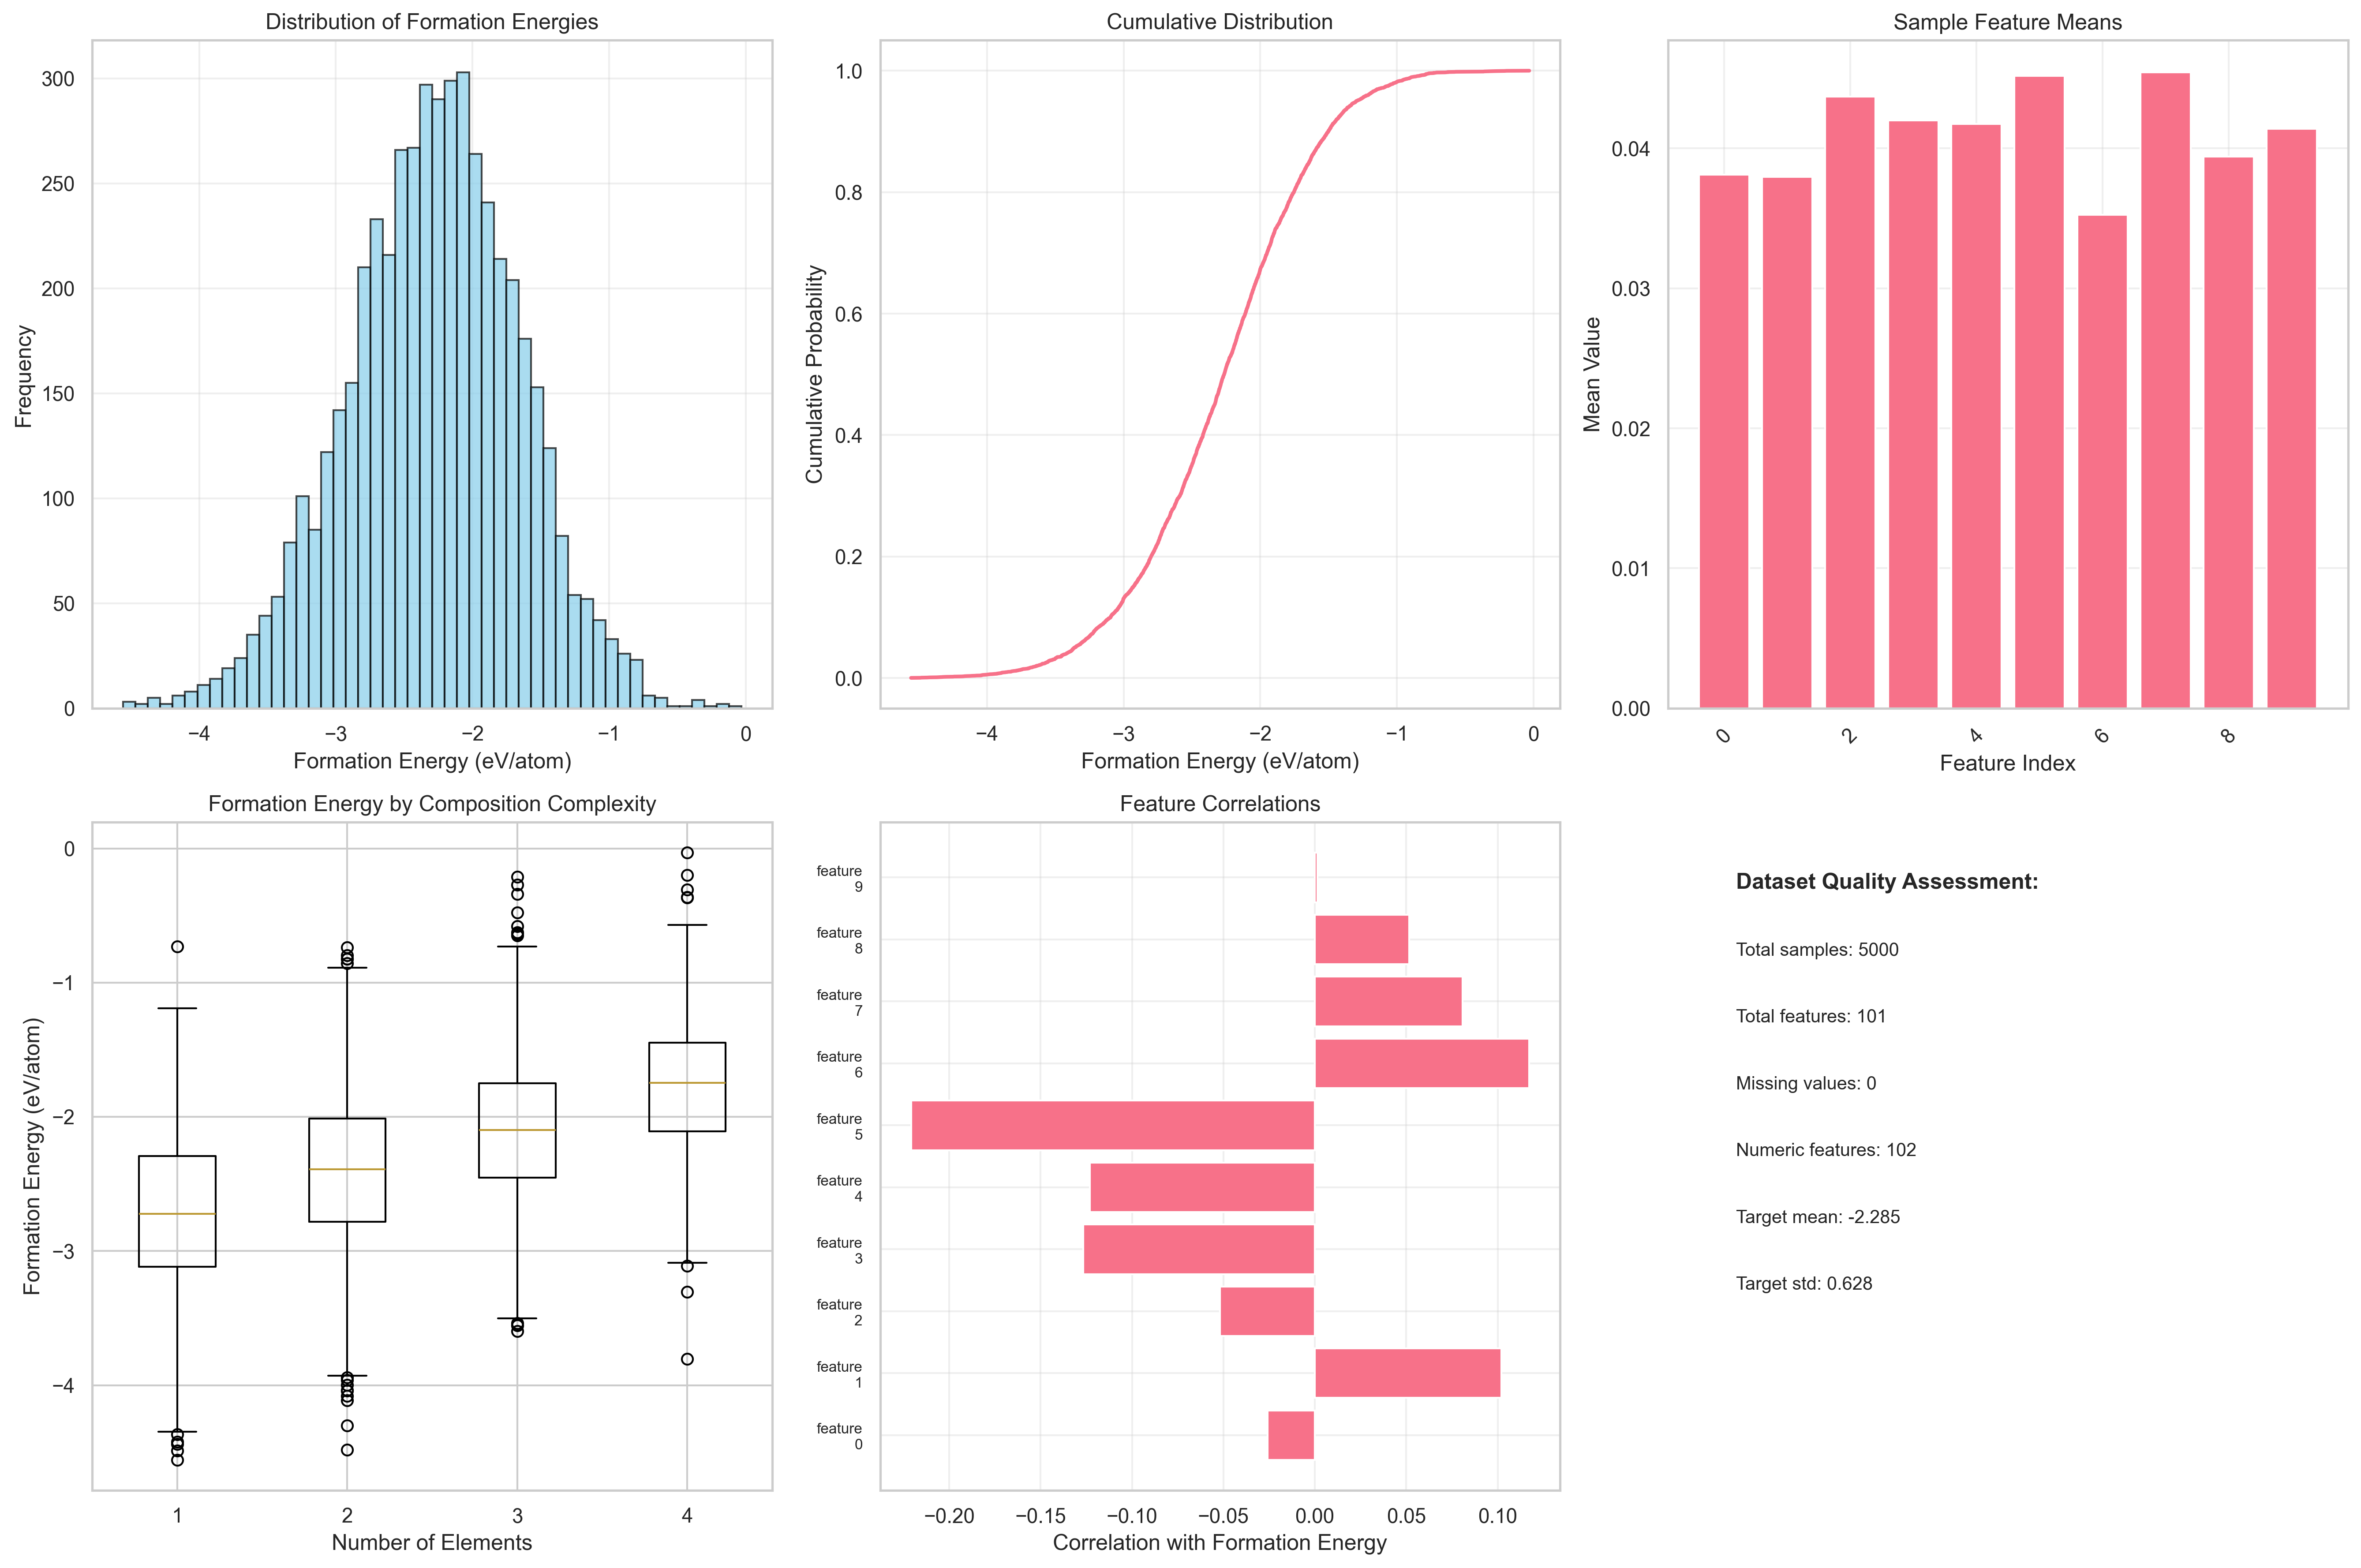 Distribution of Formation Energies
300
250
200
150
100
50
0
Frequency
−4
−3
−2
−1
0
Formation Energy (eV/atom)
Cumulative Distribution
1.0
0.8
0.6
0.4
0.2
0.0
Cumulative Probability
−4
−3
−2
−1
0
Formation Energy (eV/atom)
Sample Feature Means
0.04
0.03
0.02
0.01
0.00
Mean Value
0
2
4
6
8
Feature Index
Formation Energy by Composition Complexity
0
−1
−2
−3
−4
Formation Energy (eV/atom)
1
2
3
4
Number of Elements
Feature Correlations
feature
9
feature
8
feature
7
feature
6
feature
5
feature
4
feature
3
feature
2
feature
1
feature
0
−0.20
−0.15
−0.10
−0.05
0.00
0.05
0.10
Correlation with Formation Energy
Dataset Quality Assessment:
Total samples: 5000
Total features: 101
Missing values: 0
Numeric features: 102
Target mean: -2.285
Target std: 0.628